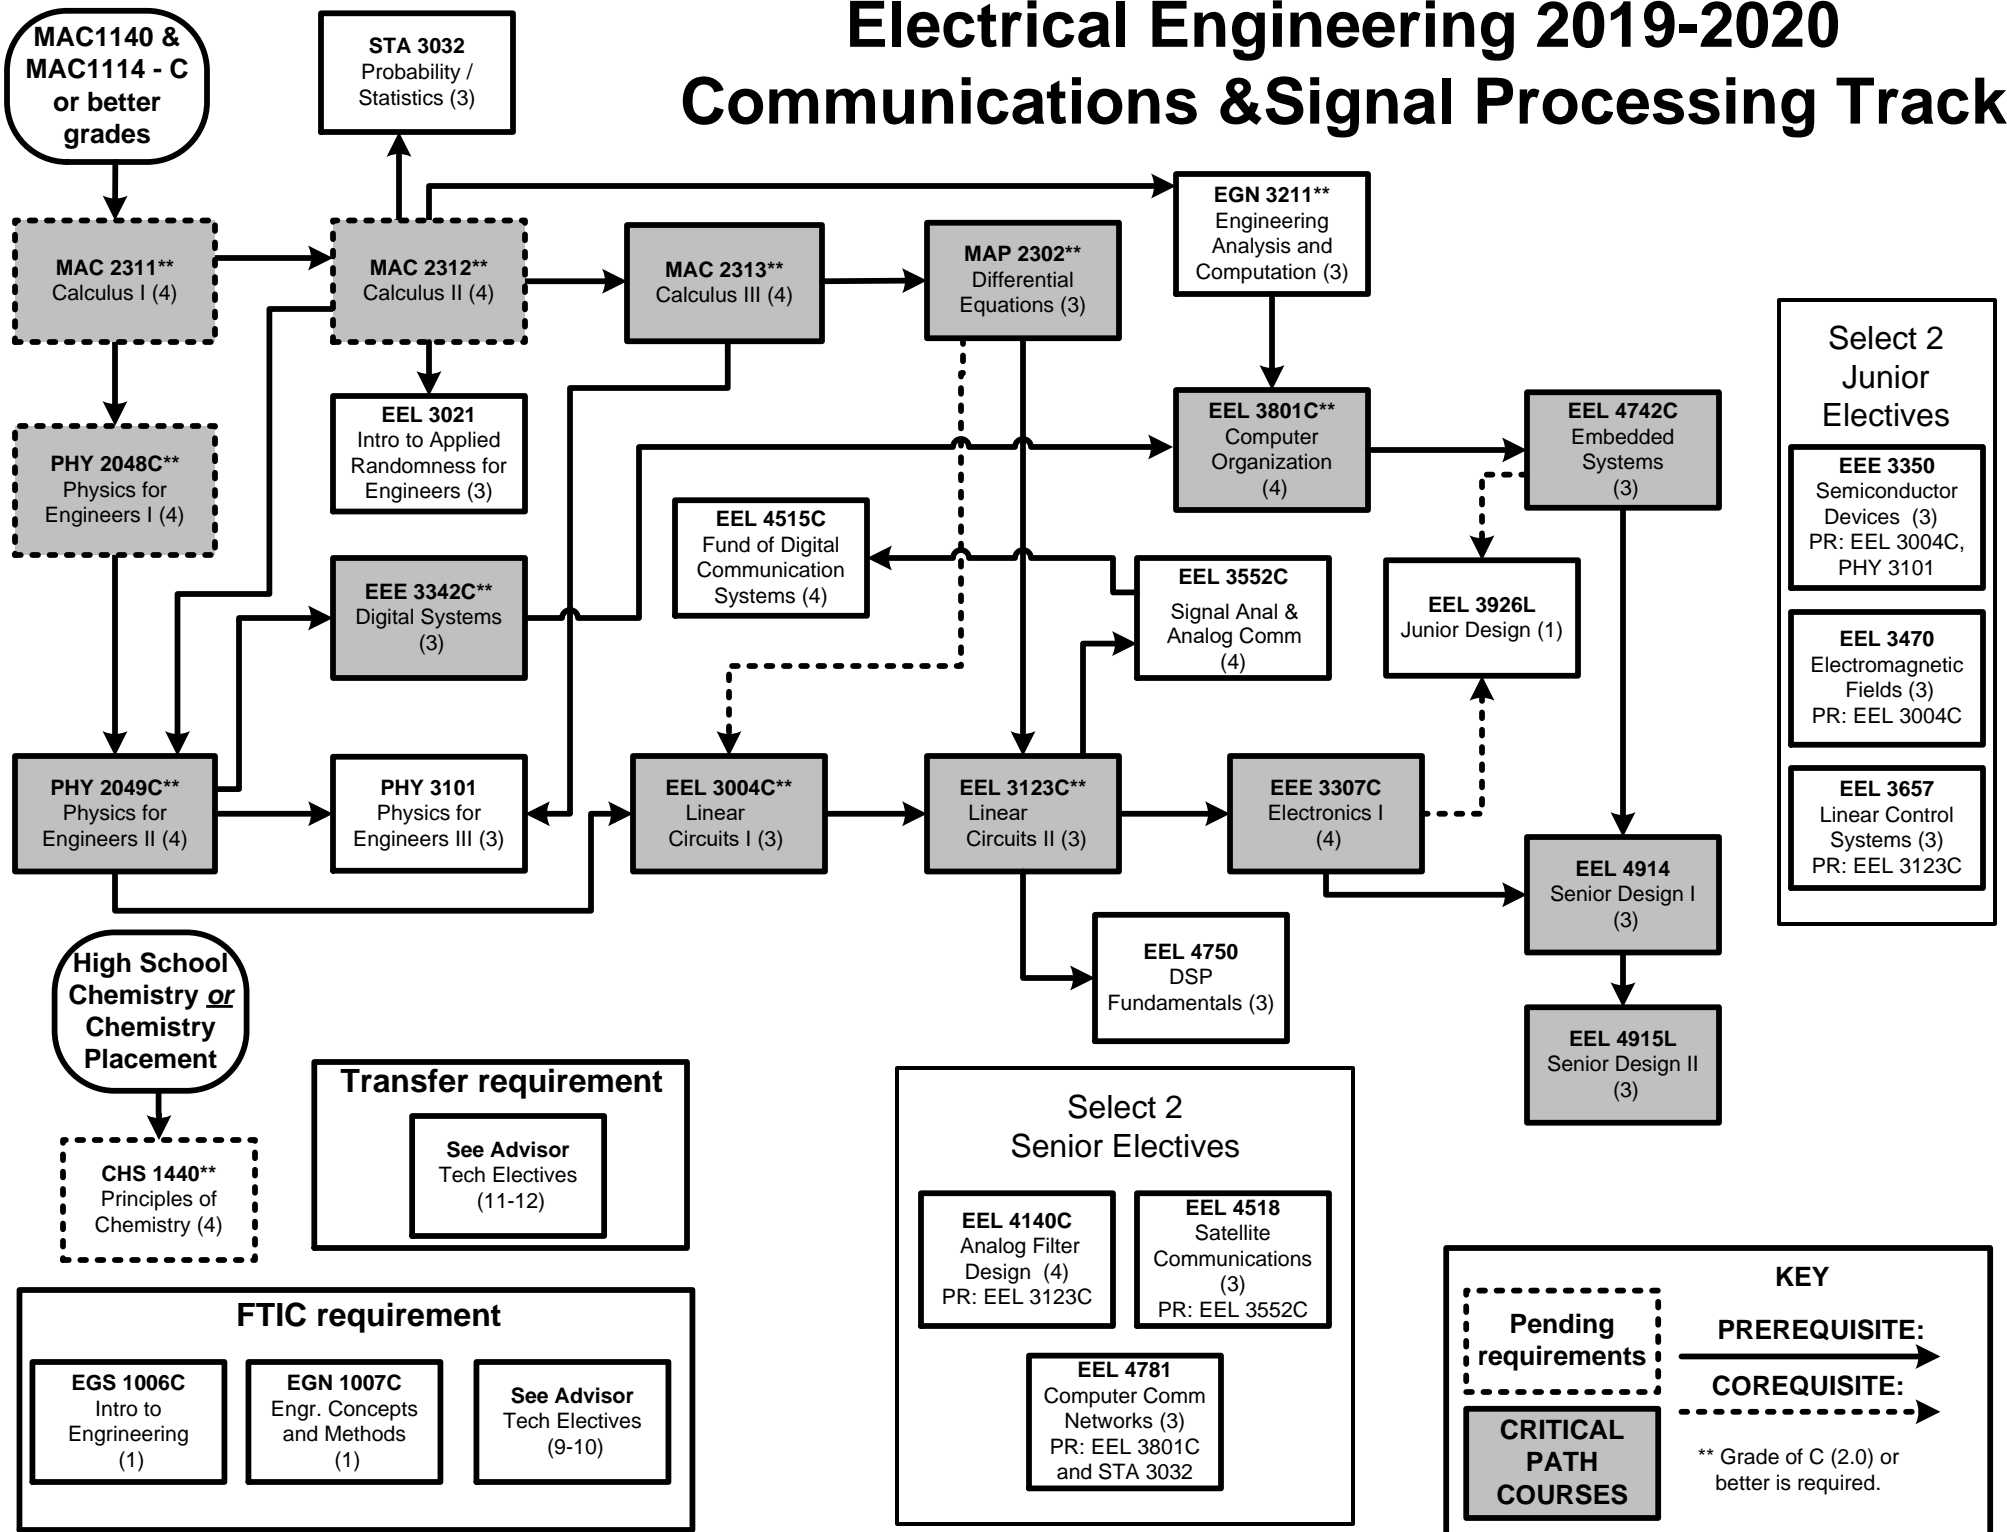 Electrical Engineering 2019-2020
Communications &Signal Processing Track
MAC1140 &
MAC1114 - C
or better
grades
STA 3032
Probability /
Statistics (3)
EGN 3211**
Engineering
Analysis and
Computation (3)
MAC 2311**
Calculus I (4)
MAC 2312**
Calculus II (4)
MAC 2313**
Calculus III (4)
MAP 2302**
Differential
Equations (3)
PHY 2048C**
Physics for
Engineers I (4)
EEL 3021
Intro to Applied
Randomness for
Engineers (3)
EEL 3801C**
Computer
Organization
(4)
EEL 4742C
Embedded
Systems
(3)
EEL 4515C
Fund of Digital
Communication
Systems (4)
EEE 3342C**
Digital Systems
(3)
EEL 3552C
Signal Anal &
Analog Comm
(4)
EEL 3926L
Junior Design (1)
PHY 2049C**
Physics for
Engineers II (4)
PHY 3101
Physics for
Engineers III (3)
EEL 3004C**
Linear
Circuits I (3)
EEL 3123C**
Linear
Circuits II (3)
EEE 3307C
Electronics I
(4)
EEL 4914
Senior Design I
(3)
EEL 4750
DSP
Fundamentals (3)
EEL 4915L
Senior Design II
(3)
Select 2
Junior
Electives
EEE 3350
Semiconductor
Devices (3)
PR: EEL 3004C,
PHY 3101
EEL 3470
Electromagnetic
Fields (3)
PR: EEL 3004C
EEL 3657
Linear Control
Systems (3)
PR: EEL 3123C
High School
Chemistry or
Chemistry
Placement
CHS 1440**
Principles of
Chemistry (4)
Transfer requirement
See Advisor
Tech Electives
(11-12)
FTIC requirement
EGS 1006C
Intro to
Engrineering
(1)
EGN 1007C
Engr. Concepts
and Methods
(1)
See Advisor
Tech Electives
(9-10)
Select 2
Senior Electives
EEL 4140C
Analog Filter
Design (4)
PR: EEL 3123C
EEL 4518
Satellite
Communications
(3)
PR: EEL 3552C
EEL 4781
Computer Comm
Networks (3)
PR: EEL 3801C
and STA 3032
KEY
Pending
requirements
PREREQUISITE:
COREQUISITE:
CRITICAL
PATH
COURSES
** Grade of C (2.0) or
better is required.